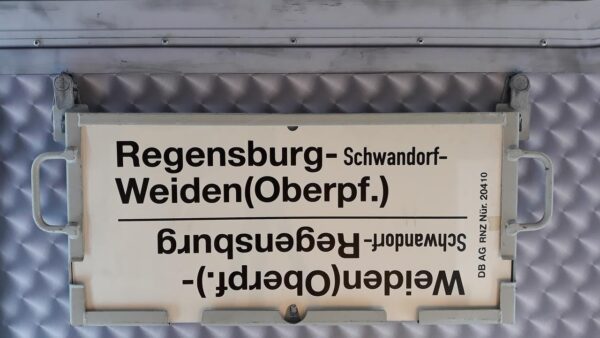 Regensburg- Schwandorf-
Weiden(Oberpf.)
Weiden(Oberpf.)-
Schwandorf-Regensburg
DB AG RNZ Nür. 20410